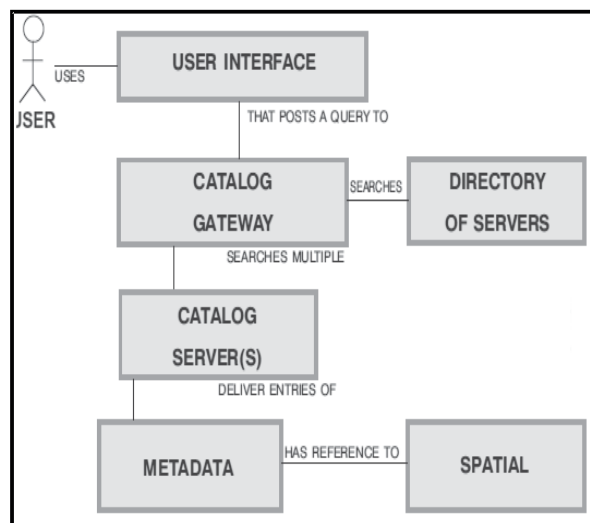 USER INTERFACE
USES
USER
THAT POSTS A QUERY TO
CATALOG
GATEWAY
SEARCHES
DIRECTORY
OF SERVERS
SEARCHES MULTIPLE
CATALOG
SERVER(S)
DELIVER ENTRIES OF
METADATA
HAS REFERENCE TO
SPATIAL